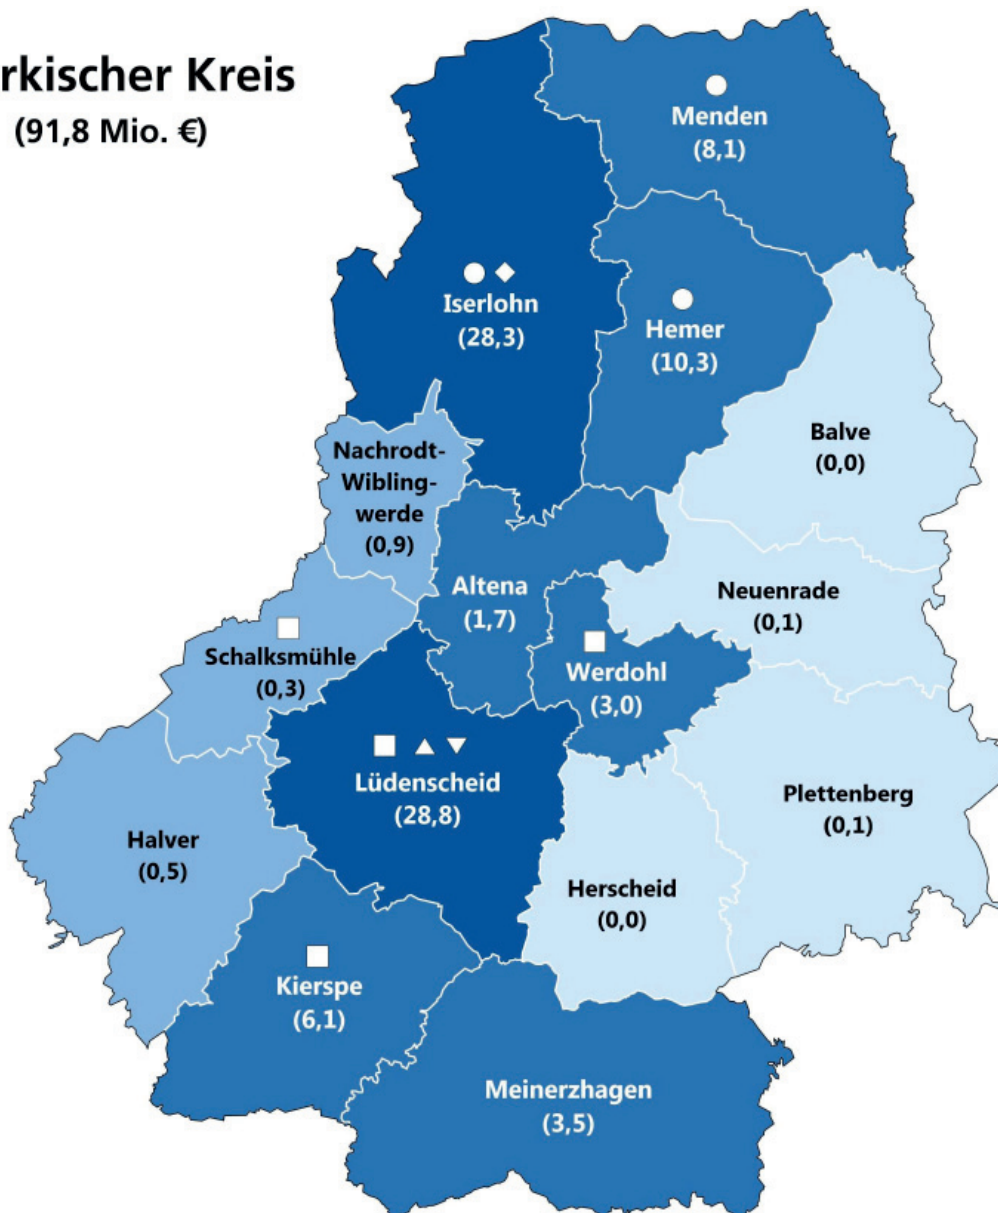 rkischer Kreis
(91,8 Mio. €)
Menden
(8,1)
Iserlohn
(28,3)
Hemer
(10,3)
Balve
(0,0)
Nachrodt-
Wibling-
werde
(0,9)
Altena
(1,7)
Neuenrade
(0,1)
Schalksmühle
(0,3)
Werdohl
(3,0)
Lüdenscheid
(28,8)
Plettenberg
(0,1)
Halver
(0,5)
Herscheid
(0,0)
Kierspe
(6,1)
Meinerzhagen
(3,5)